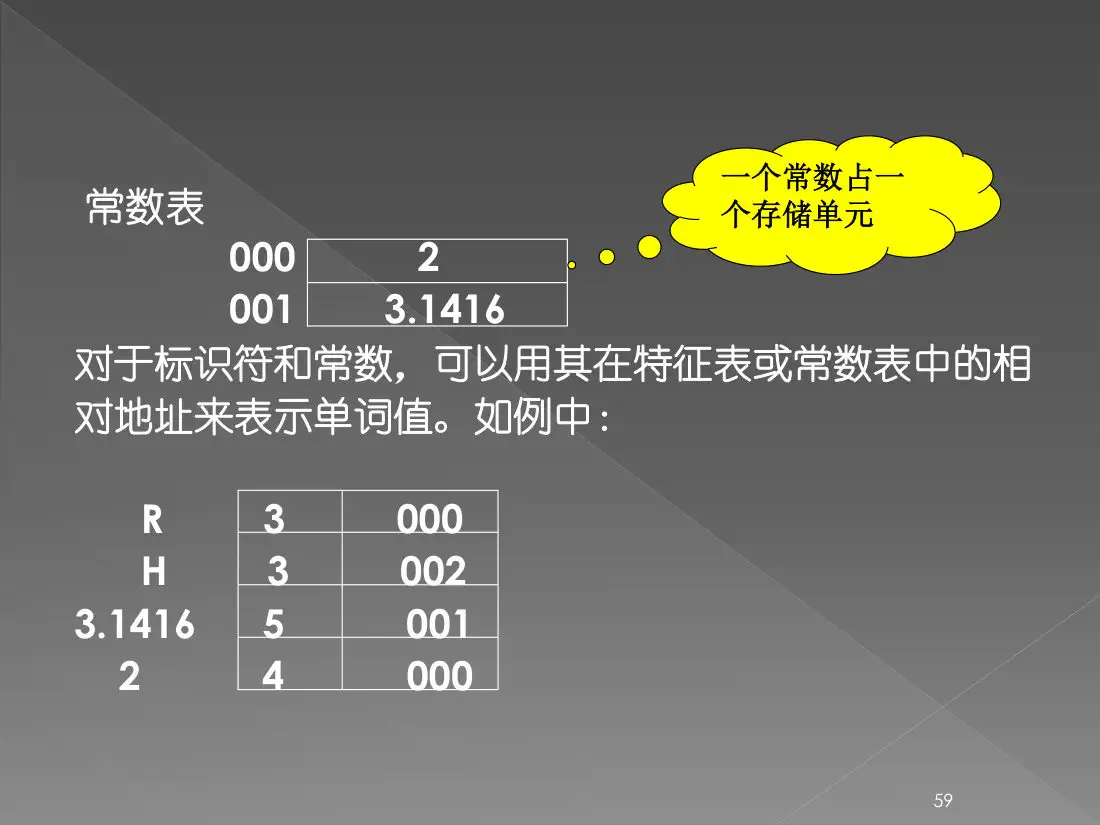 一个常数占一
个存储单元
常数表
000 2
001 3.1416
对于标识符和常数，可以用其在特征表或常数表中的相
对地址来表示单词值。如例中：
R 3 000
H 3 002
3.1416 5 001
2 4 000
59